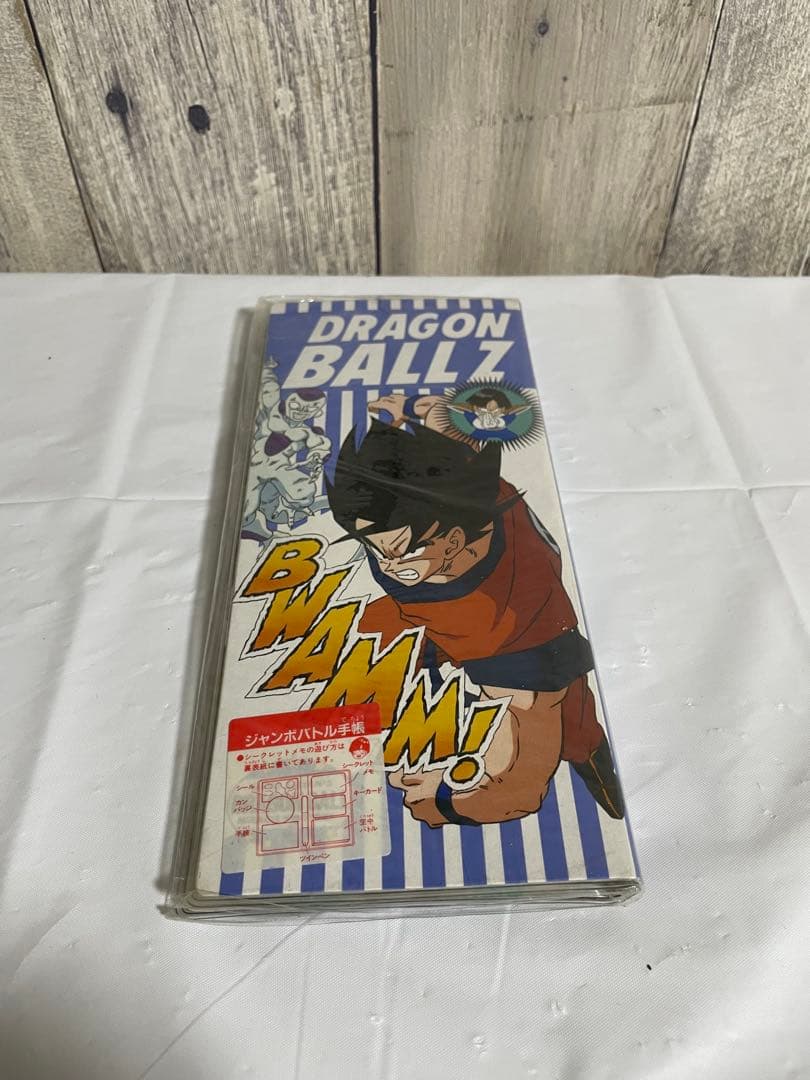 DRAGON
BALL Z
BWAMM!
ジャンボバトル手帳
●シークレットメモの遊び方は
裏表紙に書いてあります。
シール
シークレット
メモ
カン
バッジ
キーカード
手帳
空中
バトル
ツインペン